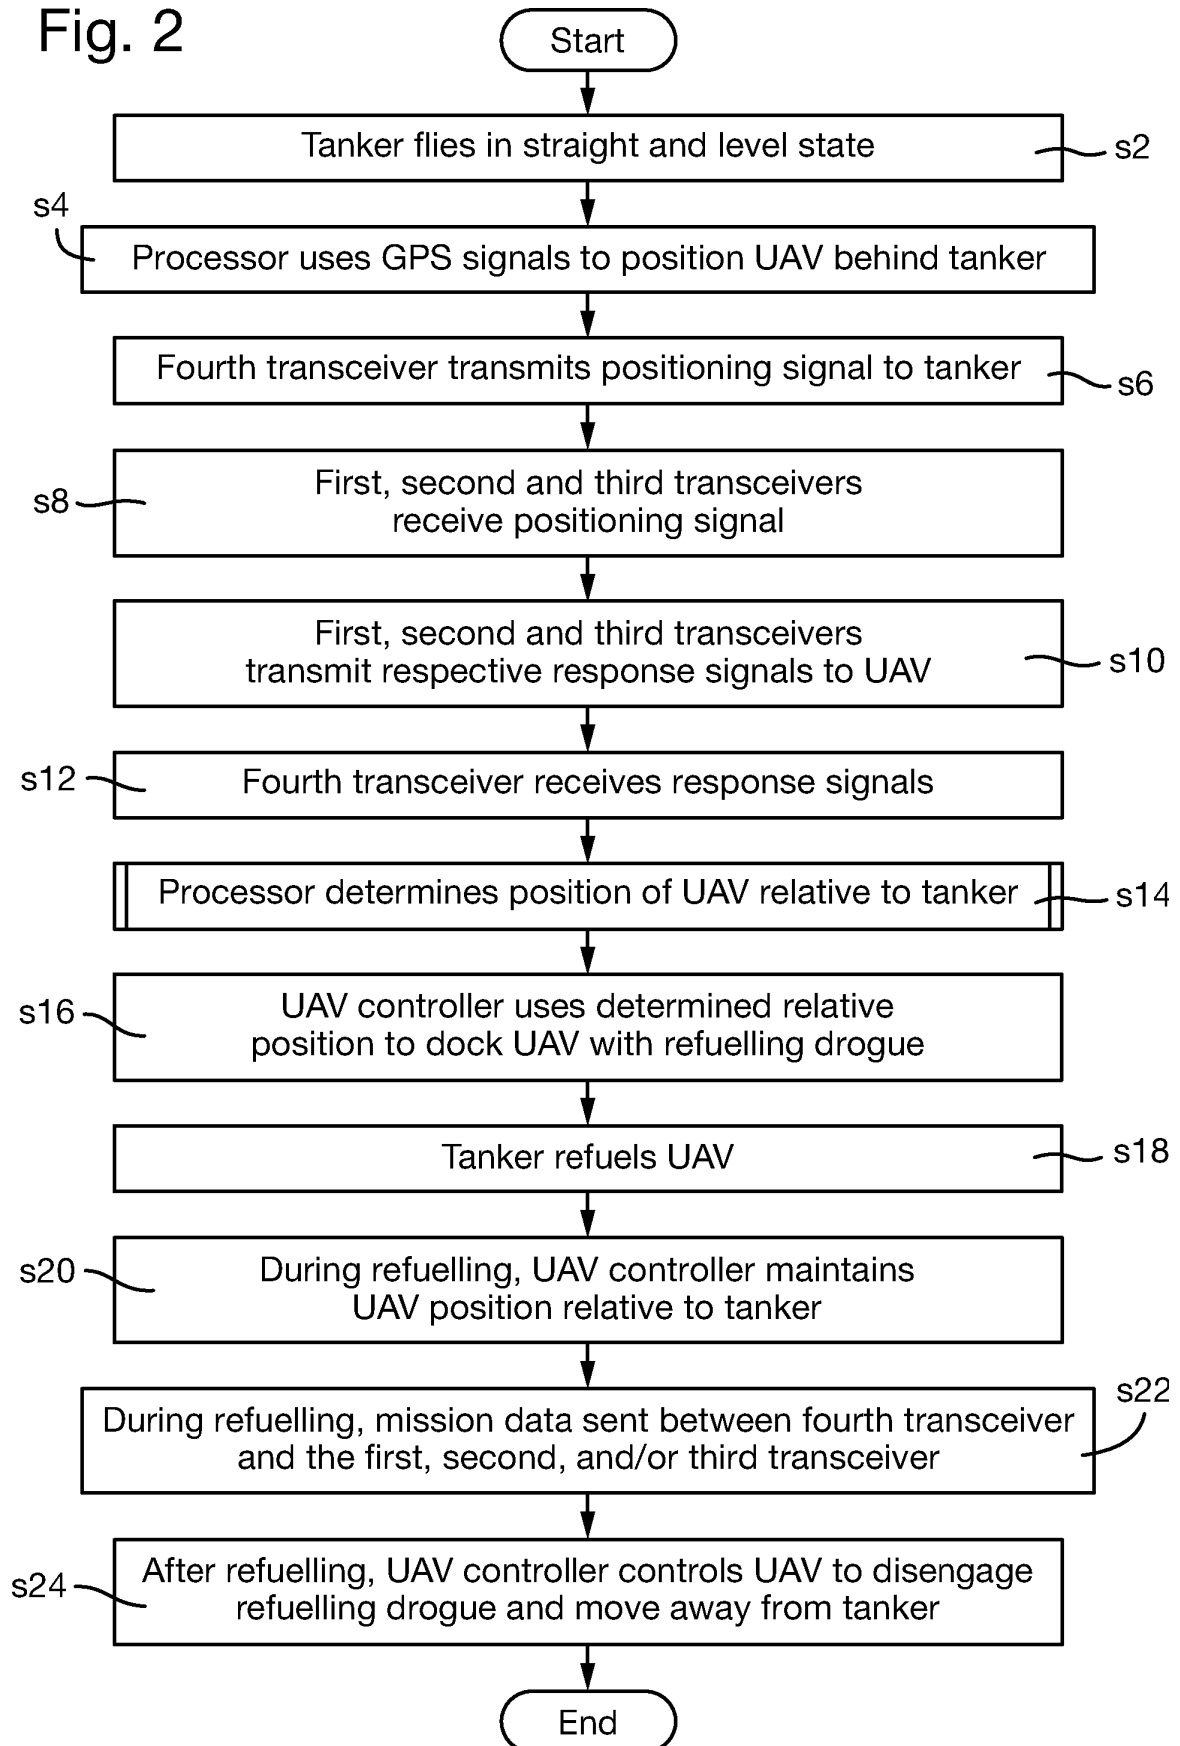 Fig. 2
Start
Tanker flies in straight and level state
s2
s4
Processor uses GPS signals to position UAV behind tanker
Fourth transceiver transmits positioning signal to tanker
s6
First, second and third transceivers
receive positioning signal
s8
First, second and third transceivers
transmit respective response signals to UAV
s10
s12
Fourth transceiver receives response signals
Processor determines position of UAV relative to tanker
s14
s16
UAV controller uses determined relative
position to dock UAV with refuelling drogue
Tanker refuels UAV
s18
s20
During refuelling, UAV controller maintains
UAV position relative to tanker
s22
During refuelling, mission data sent between fourth transceiver
and the first, second, and/or third transceiver
s24
After refuelling, UAV controller controls UAV to disengage
refuelling drogue and move away from tanker
End